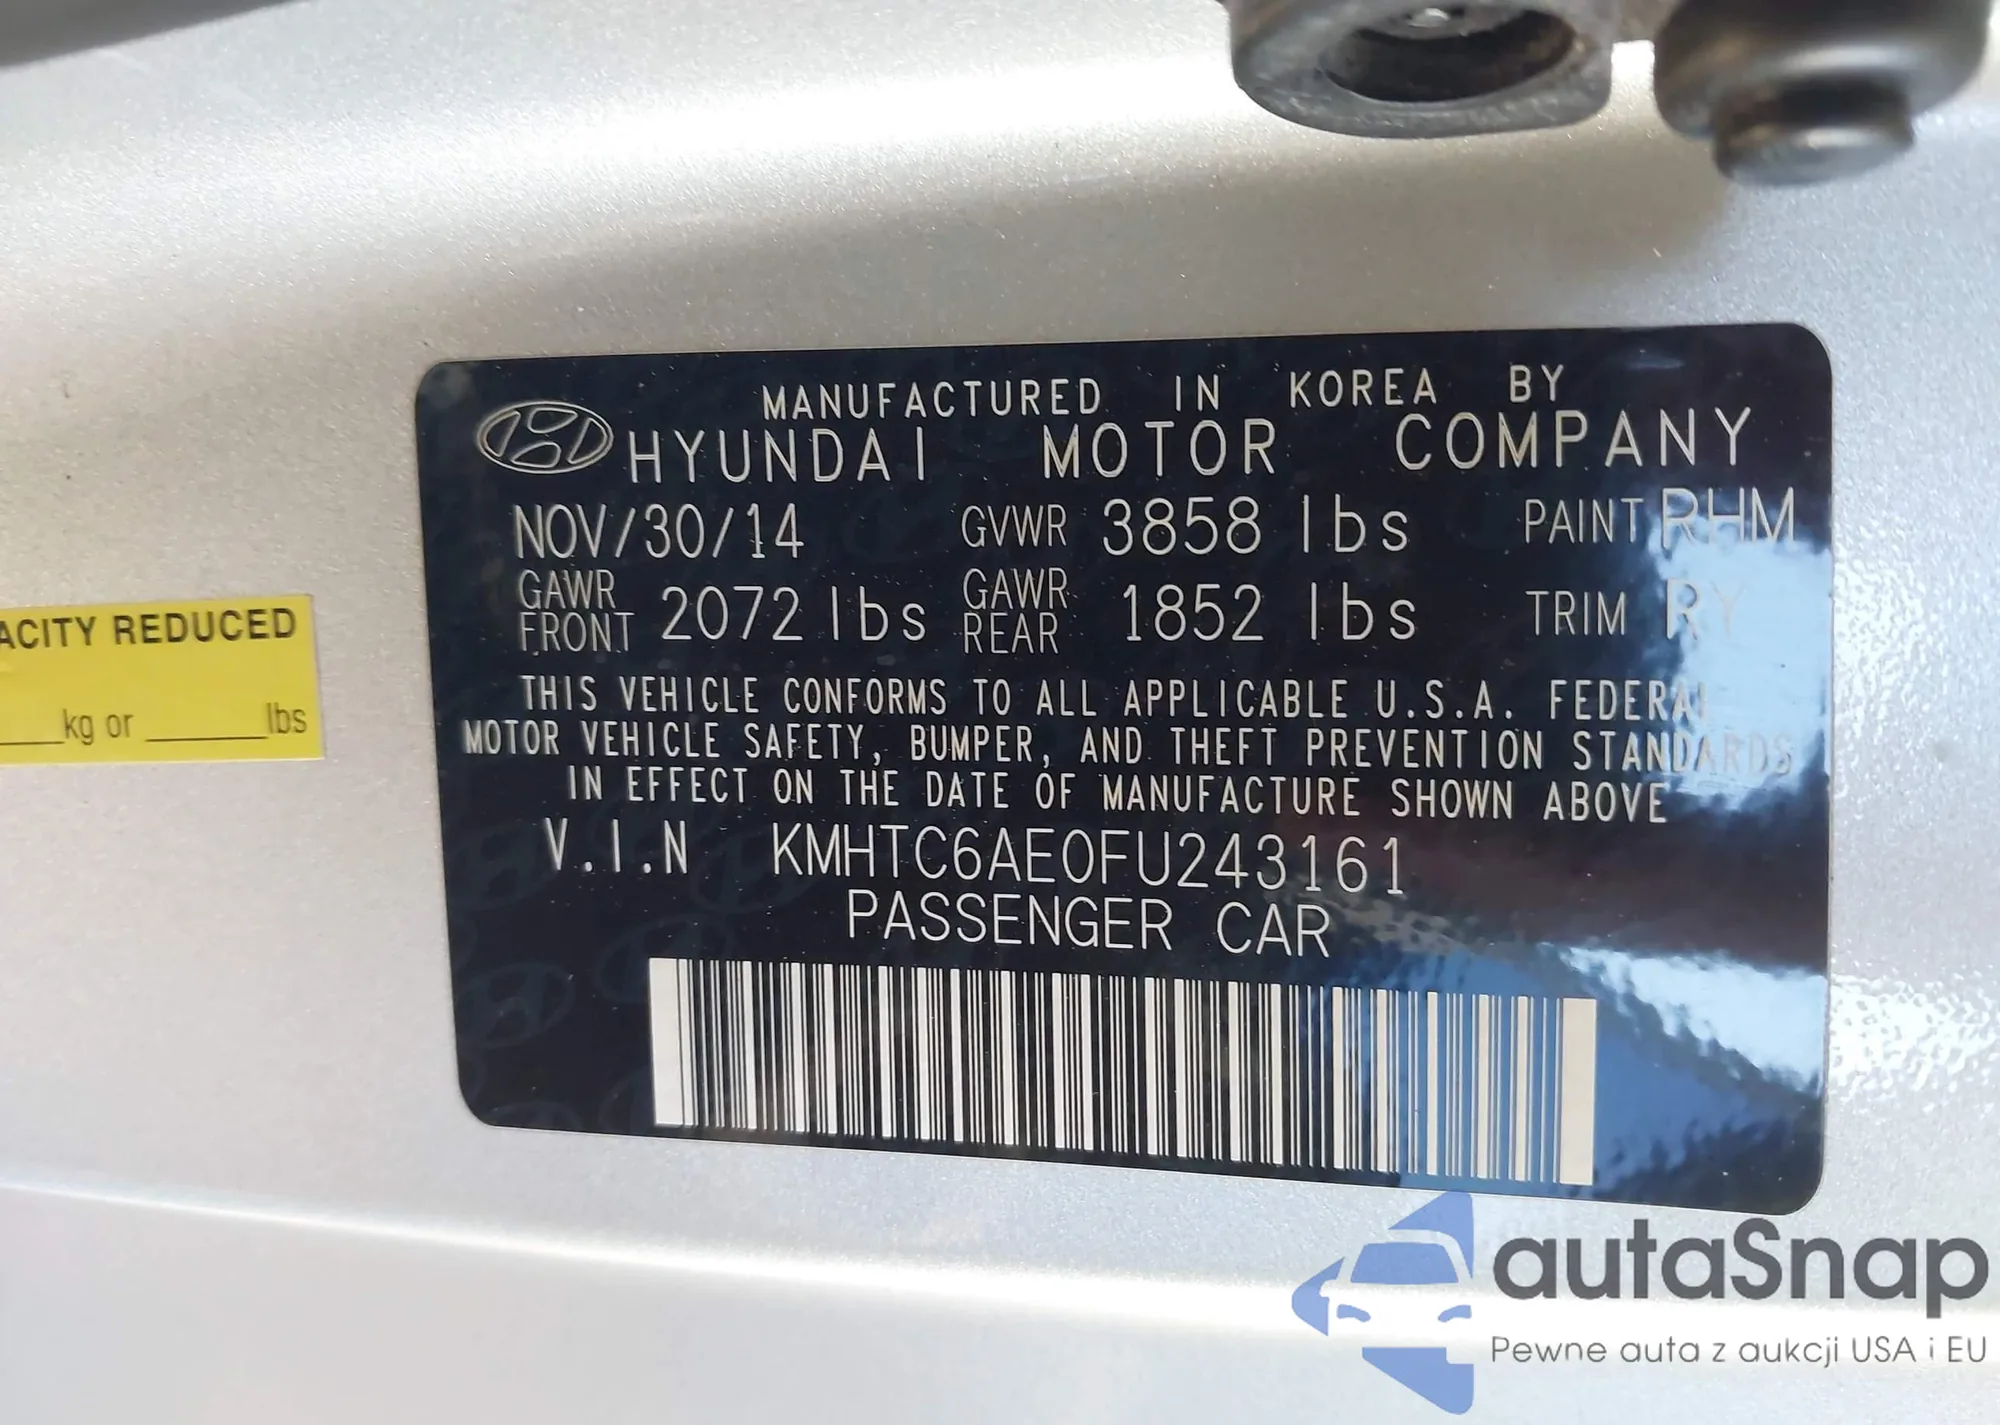 MANUFACTURED IN KOREA BY
HYUNDAI MOTOR COMPANY
NOV/30/14 GVWR 3858 lbs PAINT RHM
GAWR FRONT 2072 lbs GAWR REAR 1852 lbs TRIM RY
THIS VEHICLE CONFORMS TO ALL APPLICABLE U.S.A. FEDERAL
MOTOR VEHICLE SAFETY, BUMPER, AND THEFT PREVENTION STANDARDS
IN EFFECT ON THE DATE OF MANUFACTURE SHOWN ABOVE
V.I.N KMHTC6AE0FU243161
PASSENGER CAR
ACITY REDUCED
____kg or ______lbs
autaSnap
Pewne auta z aukcji USA i EU